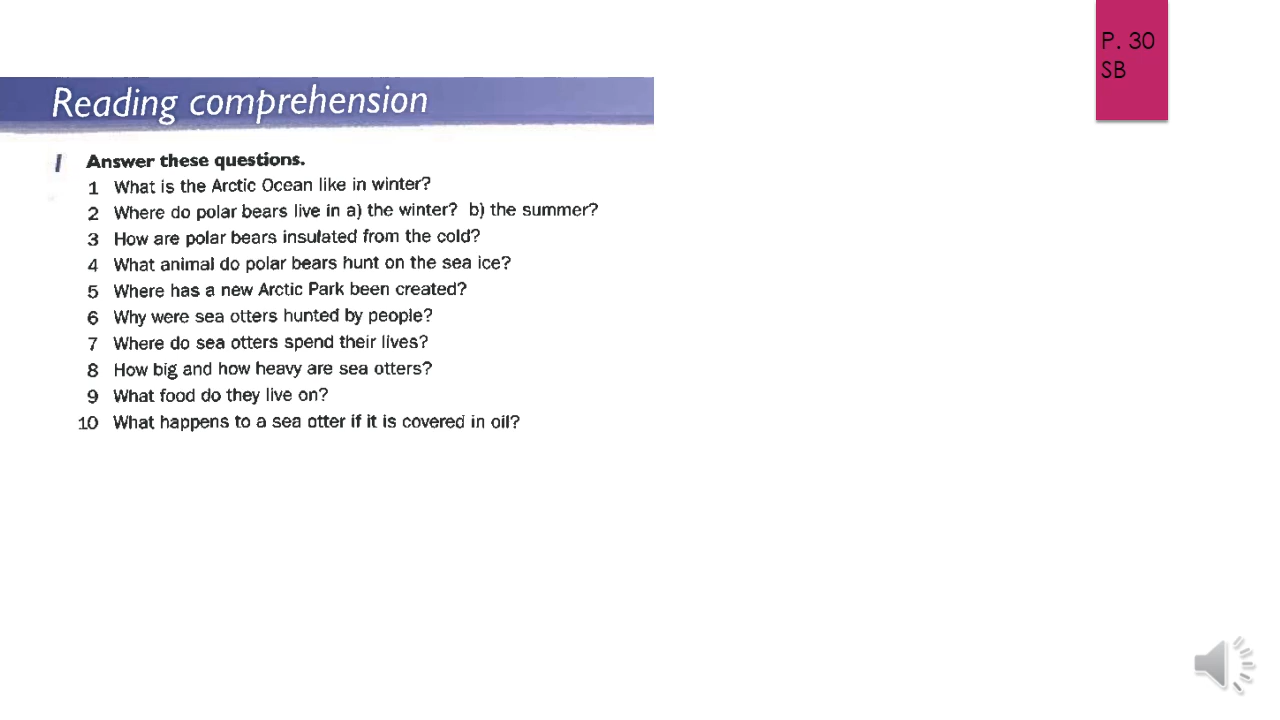 P. 30
SB
Reading comprehension
1 Answer these questions.
1 What is the Arctic Ocean like in winter?
2 Where do polar bears live in a) the winter? b) the summer?
3 How are polar bears insulated from the cold?
4 What animal do polar bears hunt on the sea ice?
5 Where has a new Arctic Park been created?
6 Why were sea otters hunted by people?
7 Where do sea otters spend their lives?
8 How big and how heavy are sea otters?
9 What food do they live on?
10 What happens to a sea otter if it is covered in oil?